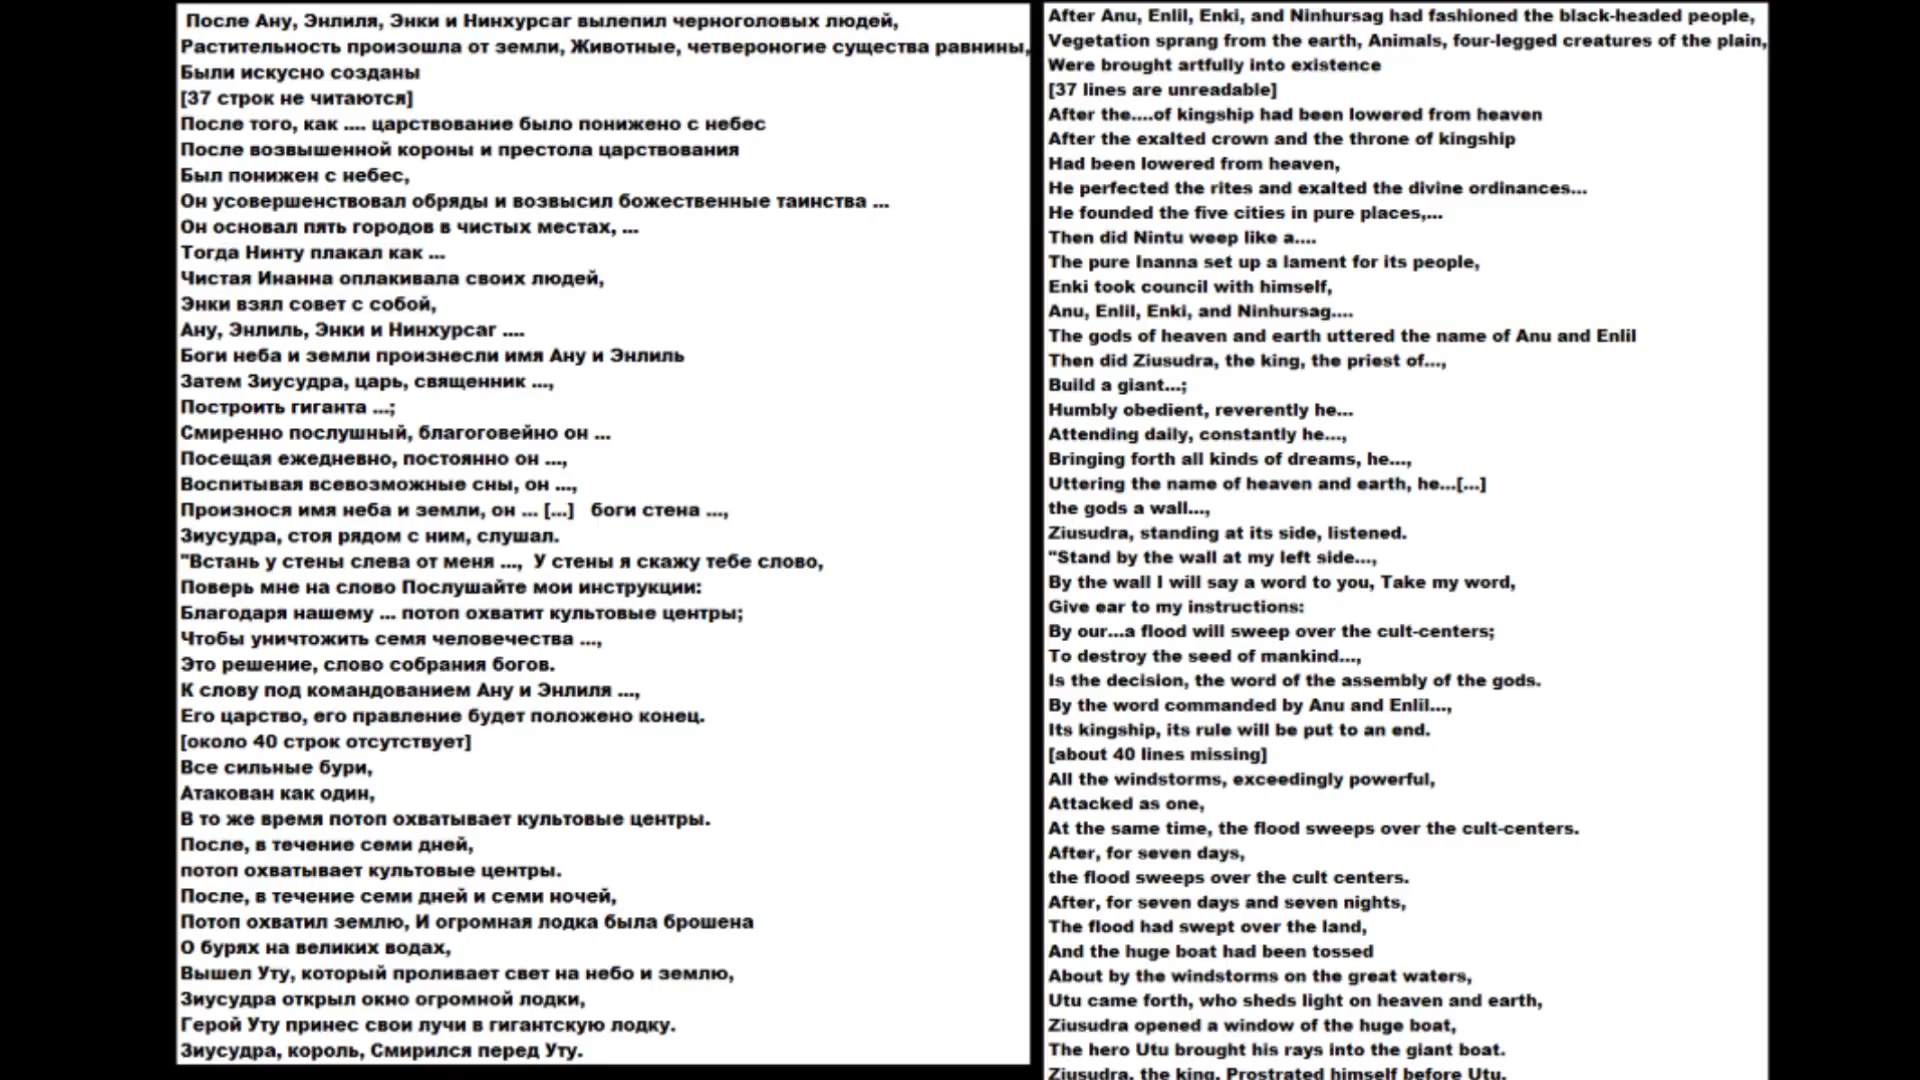 После Ану, Энлиля, Энки и Нинхурсаг вылепил черноголовых людей,
Растительность произошла от земли, Животные, четвероногие существа равнины,
Были искусно созданы
[37 строк не читаются]
После того, как .... царствование было понижено с небес
После возвышенной короны и престола царствования
Был понижен с небес,
Он усовершенствовал обряды и возвысил божественные таинства ...
Он основал пять городов в чистых местах, ...
Тогда Нинту плакал как ...
Чистая Инанна оплакивала своих людей,
Энки взял совет с собой,
Ану, Энлиль, Энки и Нинхурсаг ....
Боги неба и земли произнесли имя Ану и Энлиль
Затем Зиусудра, царь, священник ...,
Построить гиганта ...;
Смиренно послушный, благоговейно он ...
Посещая ежедневно, постоянно он ...,
Воспитывая всевозможные сны, он ...,
Произнося имя неба и земли, он ... [...] боги стена ...,
Зиусудра, стоя рядом с ним, слушал.
"Встань у стены слева от меня ..., У стены я скажу тебе слово,
Поверь мне на слово Послушайте мои инструкции:
Благодаря нашему ... потоп охватит культовые центры;
Чтобы уничтожить семя человечества ...,
Это решение, слово собрания богов.
К слову под командованием Ану и Энлиля ...,
Его царство, его правление будет положено конец.
[около 40 строк отсутствует]
Все сильные бури,
Атакован как один,
В то же время потоп охватывает культовые центры.
После, в течение семи дней,
потоп охватывает культовые центры.
После, в течение семи дней и семи ночей,
Потоп охватил землю, И огромная лодка была брошена
О бурях на великих водах,
Вышел Уту, который проливает свет на небо и землю,
Зиусудра открыл окно огромной лодки,
Герой Уту принес свои лучи в гигантскую лодку.
Зиусудра, король, Смирился перед Уту.
After Anu, Enlil, Enki, and Ninhursag had fashioned the black-headed people,
Vegetation sprang from the earth, Animals, four-legged creatures of the plain,
Were brought artfully into existence
[37 lines are unreadable]
After the....of kingship had been lowered from heaven
After the exalted crown and the throne of kingship
Had been lowered from heaven,
He perfected the rites and exalted the divine ordinances...
He founded the five cities in pure places,...
Then did Nintu weep like a....
The pure Inanna set up a lament for its people,
Enki took council with himself,
Anu, Enlil, Enki, and Ninhursag....
The gods of heaven and earth uttered the name of Anu and Enlil
Then did Ziusudra, the king, the priest of...,
Build a giant...;
Humbly obedient, reverently he...
Attending daily, constantly he...,
Bringing forth all kinds of dreams, he...,
Uttering the name of heaven and earth, he...[...]
the gods a wall...,
Ziusudra, standing at its side, listened.
"Stand by the wall at my left side...,
By the wall I will say a word to you, Take my word,
Give ear to my instructions:
By our...a flood will sweep over the cult-centers;
To destroy the seed of mankind...,
Is the decision, the word of the assembly of the gods.
By the word commanded by Anu and Enlil...,
Its kingship, its rule will be put to an end.
[about 40 lines missing]
All the windstorms, exceedingly powerful,
Attacked as one,
At the same time, the flood sweeps over the cult-centers.
After, for seven days,
the flood sweeps over the cult centers.
After, for seven days and seven nights,
The flood had swept over the land,
And the huge boat had been tossed
About by the windstorms on the great waters,
Utu came forth, who sheds light on heaven and earth,
Ziusudra opened a window of the huge boat,
The hero Utu brought his rays into the giant boat.
Ziusudra, the king, Prostrated himself before Utu.